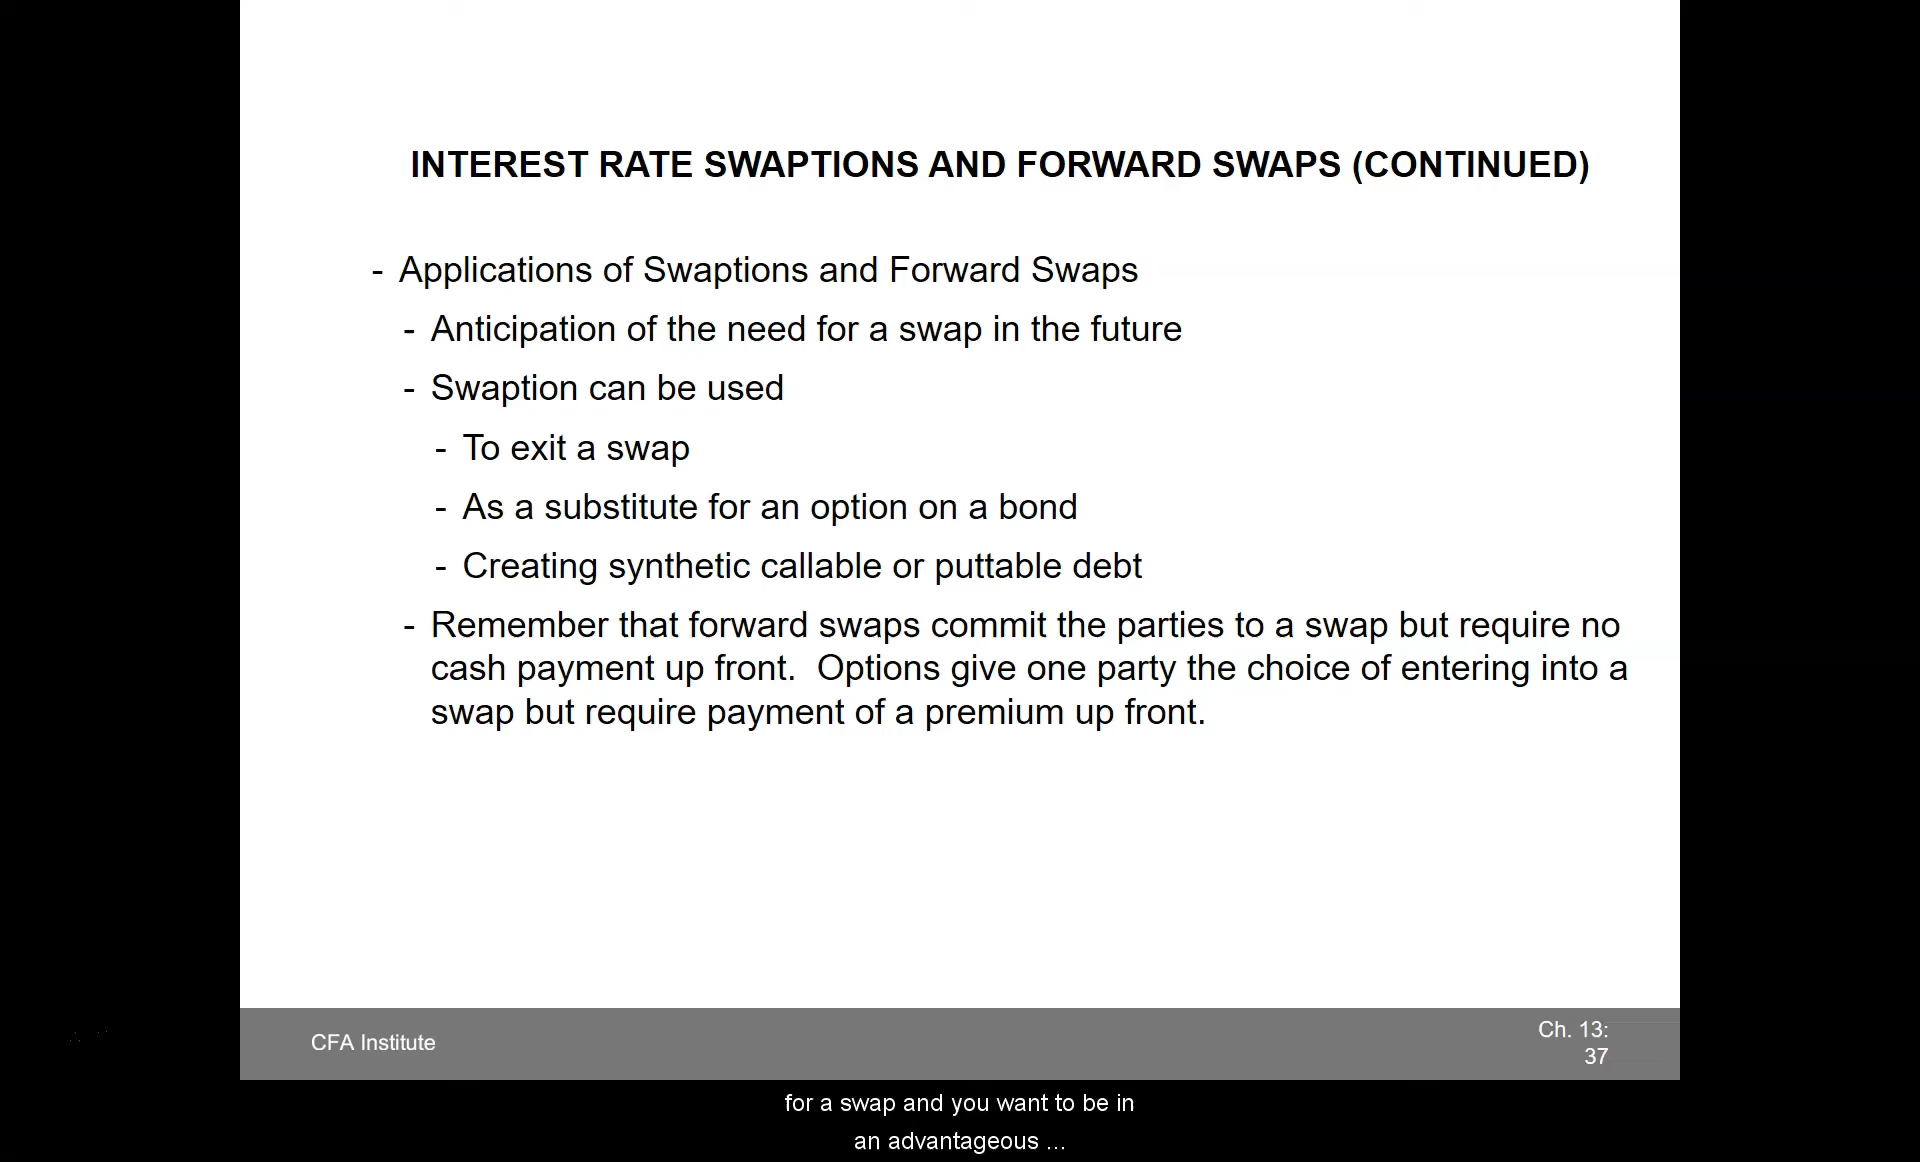 INTEREST RATE SWAPTIONS AND FORWARD SWAPS (CONTINUED)
- Applications of Swaptions and Forward Swaps
- Anticipation of the need for a swap in the future
- Swaption can be used
- To exit a swap
- As a substitute for an option on a bond
- Creating synthetic callable or puttable debt
- Remember that forward swaps commit the parties to a swap but require no
cash payment up front.  Options give one party the choice of entering into a
swap but require payment of a premium up front.
CFA Institute
Ch. 13:
37
for a swap and you want to be in
an advantageous ...